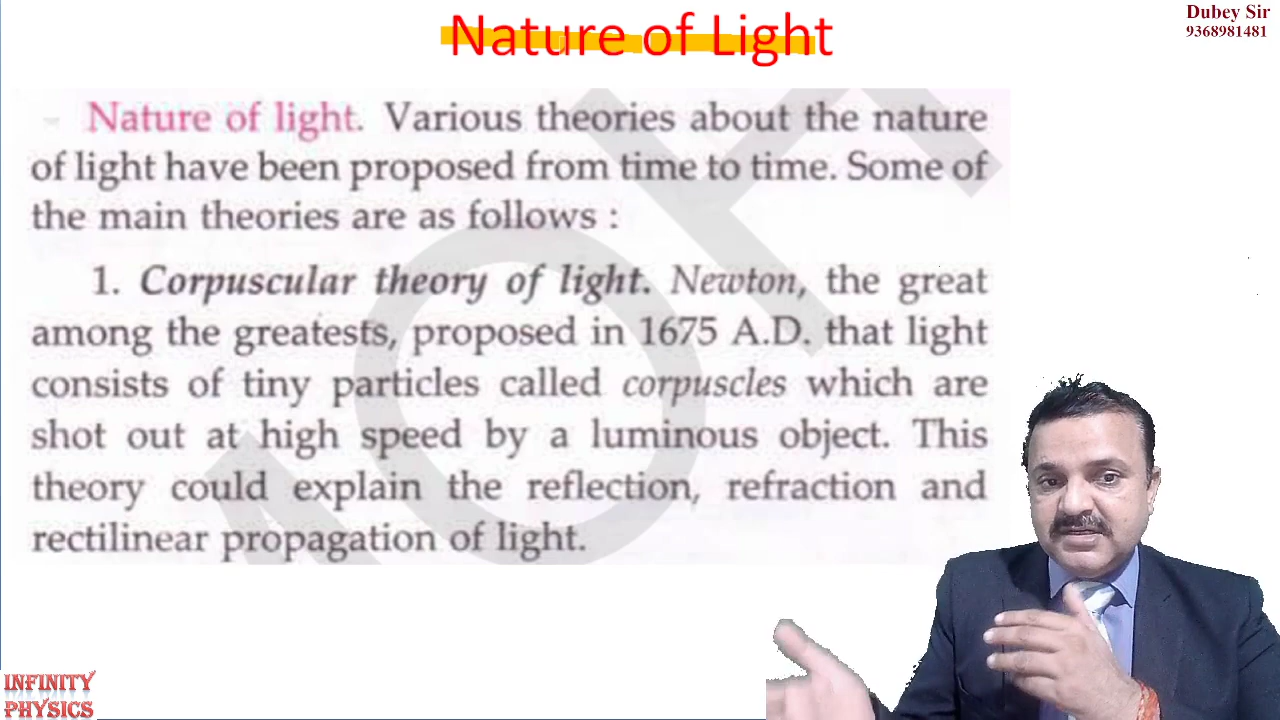 Nature of Light
Dubey Sir
9368981481
Nature of light. Various theories about the nature
of light have been proposed from time to time. Some of
the main theories are as follows :
1. Corpuscular theory of light. Newton, the great
among the greatests, proposed in 1675 A.D. that light
consists of tiny particles called corpuscles which are
shot out at high speed by a luminous object. This
theory could explain the reflection, refraction and
rectilinear propagation of light.
INFINITY
PHYSICS